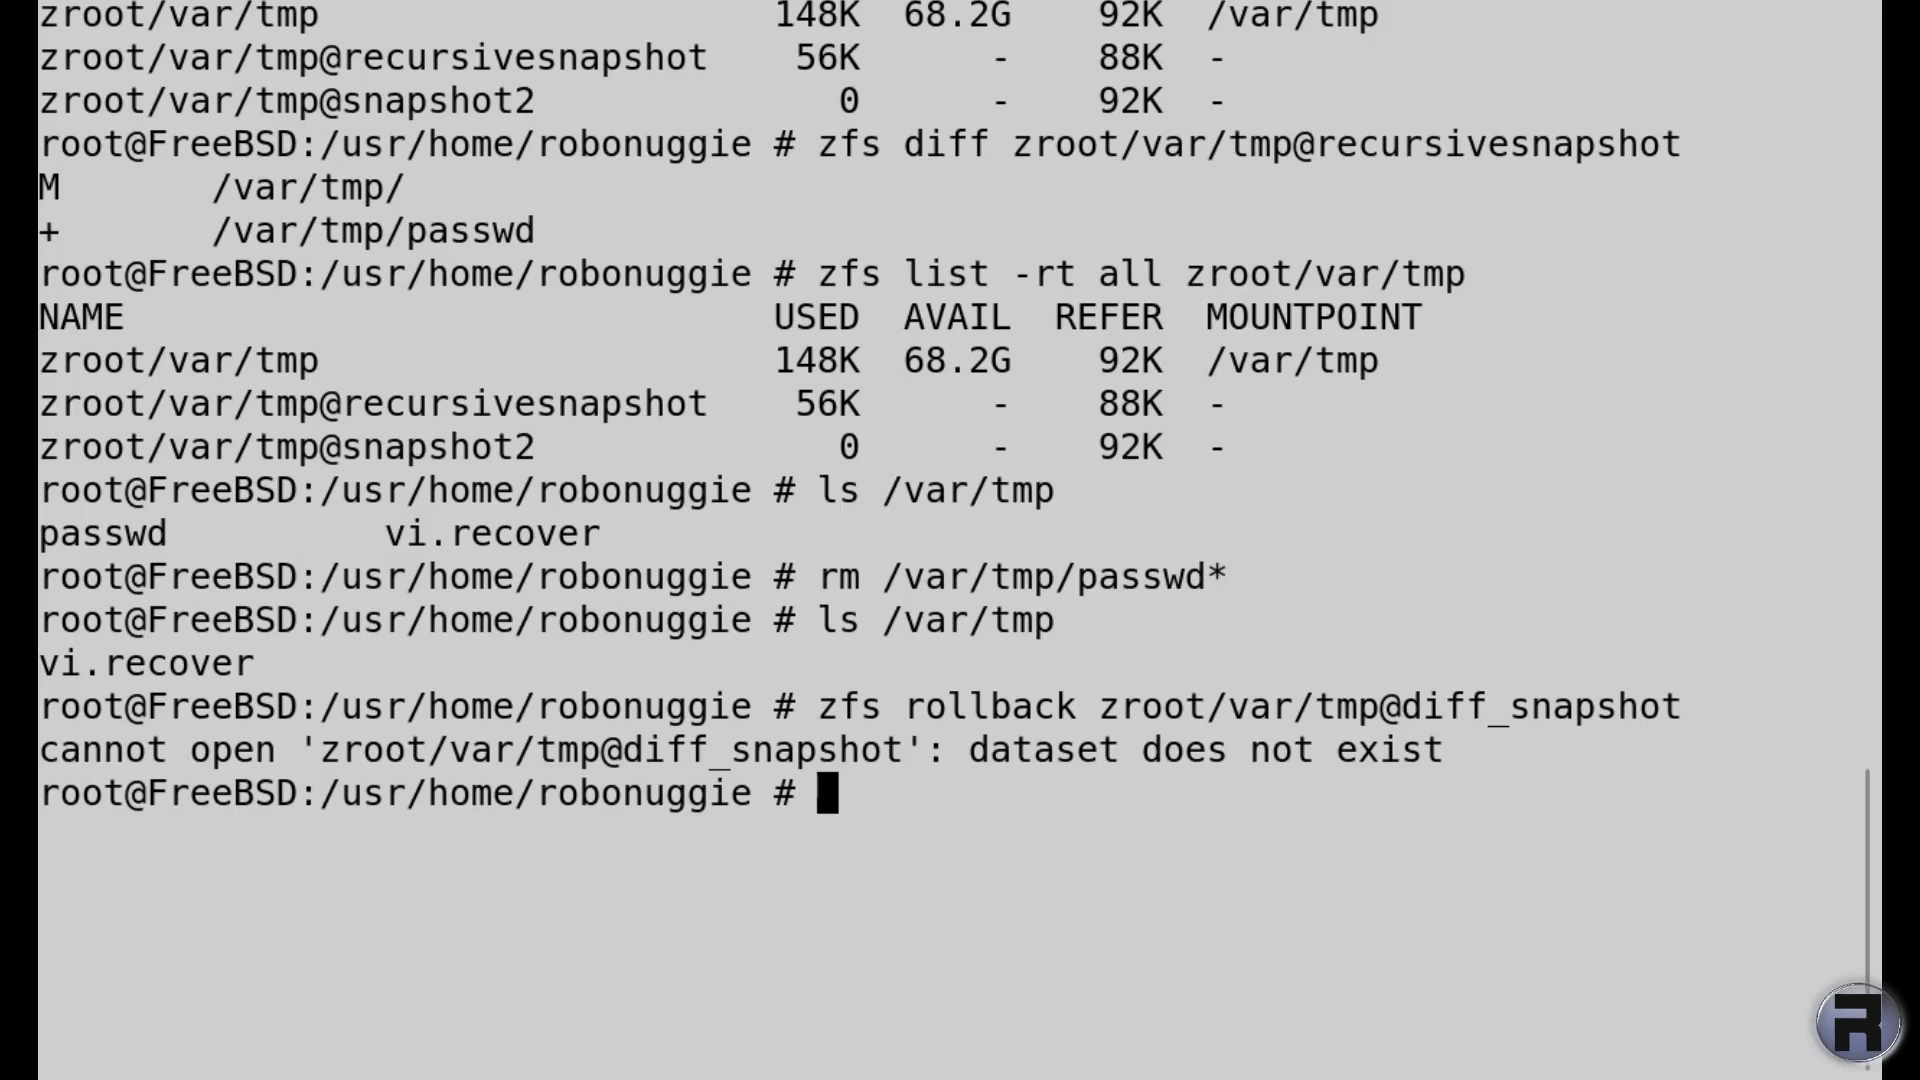 zroot/var/tmp 148K 68.2G 92K /var/tmp
zroot/var/tmp@recursivesnapshot 56K - 88K -
zroot/var/tmp@snapshot2 0 - 92K -
root@FreeBSD:/usr/home/robonuggie # zfs diff zroot/var/tmp@recursivesnapshot
M /var/tmp/
+ /var/tmp/passwd
root@FreeBSD:/usr/home/robonuggie # zfs list -rt all zroot/var/tmp
NAME USED AVAIL REFER MOUNTPOINT
zroot/var/tmp 148K 68.2G 92K /var/tmp
zroot/var/tmp@recursivesnapshot 56K - 88K -
zroot/var/tmp@snapshot2 0 - 92K -
root@FreeBSD:/usr/home/robonuggie # ls /var/tmp
passwd vi.recover
root@FreeBSD:/usr/home/robonuggie # rm /var/tmp/passwd*
root@FreeBSD:/usr/home/robonuggie # ls /var/tmp
vi.recover
root@FreeBSD:/usr/home/robonuggie # zfs rollback zroot/var/tmp@diff_snapshot
cannot open 'zroot/var/tmp@diff_snapshot': dataset does not exist
root@FreeBSD:/usr/home/robonuggie #
R